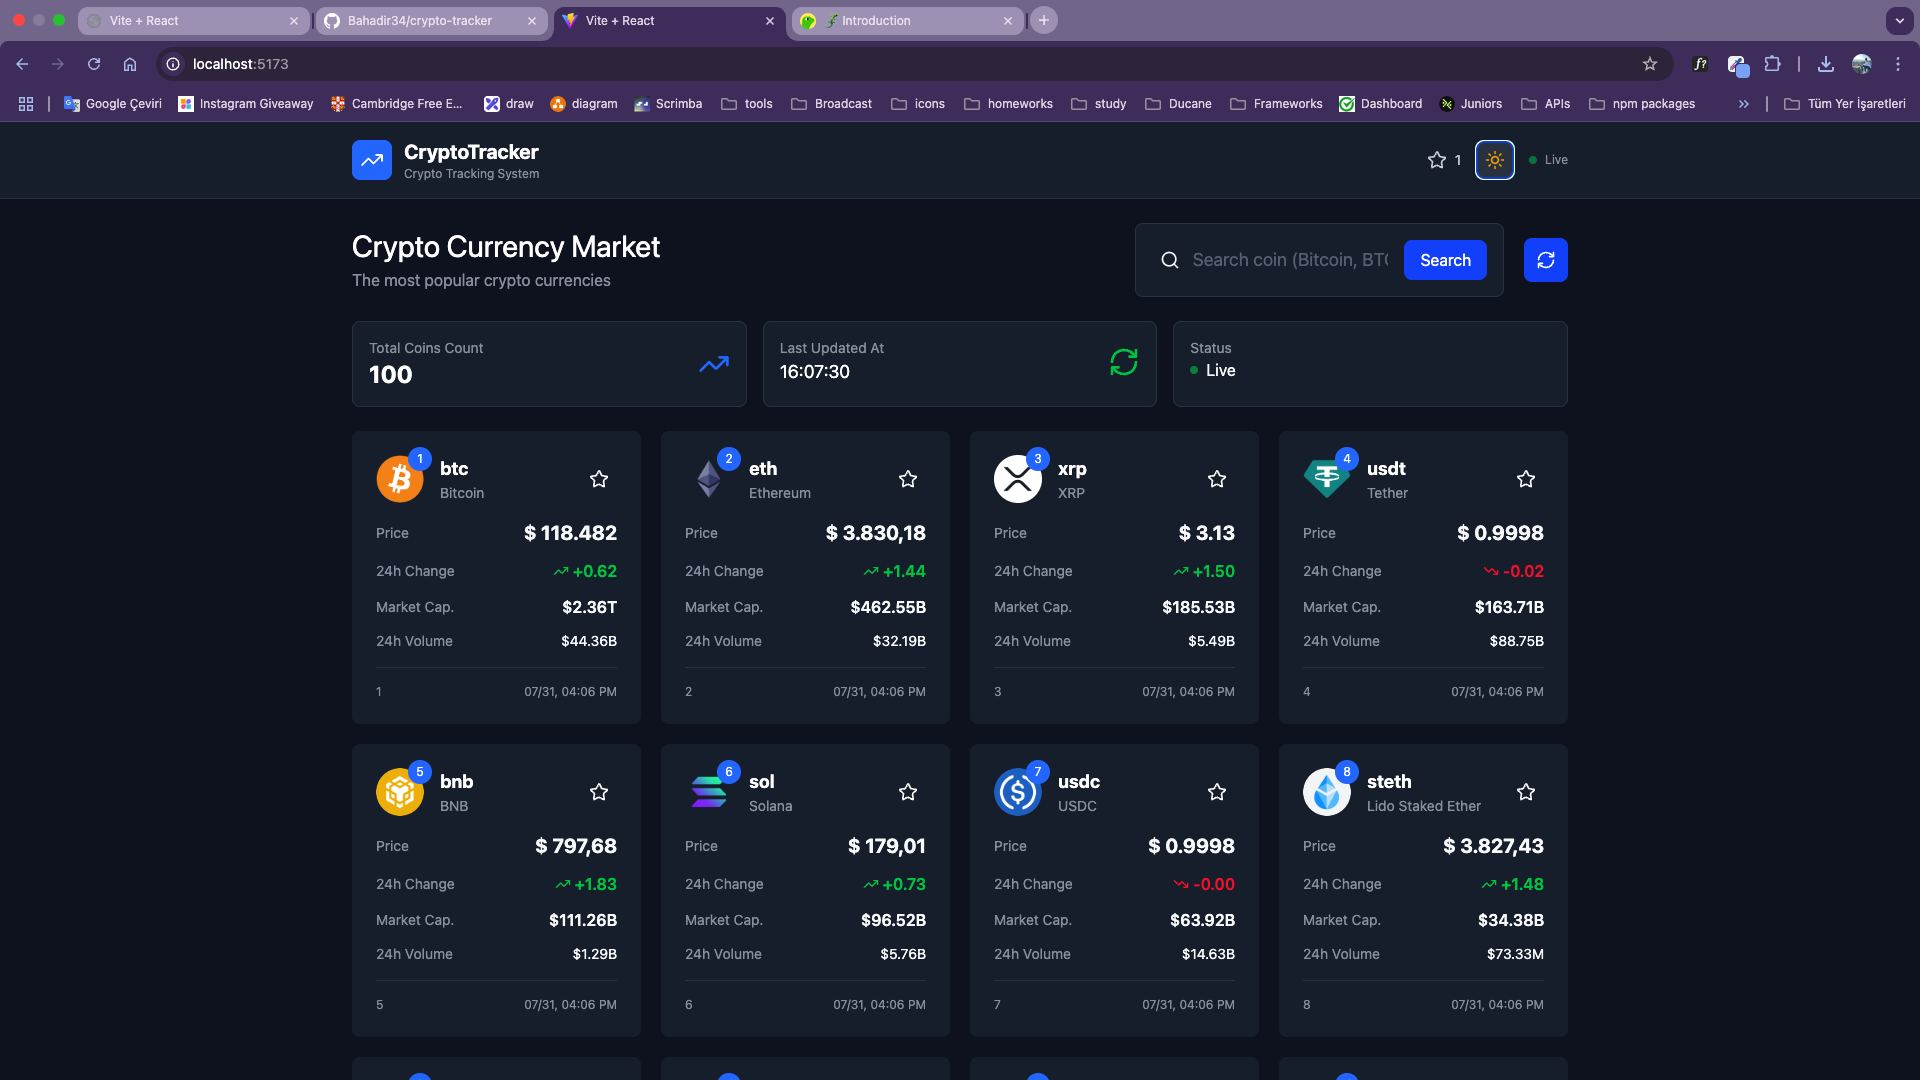 Vite + React
Bahadir34/crypto-tracker
Vite + React
Introduction
localhost:5173
Google Çeviri
Instagram Giveaway
Cambridge Free E...
draw
diagram
Scrimba
tools
Broadcast
icons
homeworks
study
Ducane
Frameworks
Dashboard
Juniors
APIs
npm packages
Tüm Yer İşaretleri
CryptoTracker
Crypto Tracking System
1
Live
Crypto Currency Market
The most popular crypto currencies
Search coin (Bitcoin, BTC
Search
Total Coins Count
100
Last Updated At
16:07:30
Status
Live
1
btc
Bitcoin
Price $ 118.482
24h Change +0.62
Market Cap. $2.36T
24h Volume $44.36B
1 07/31, 04:06 PM
2
eth
Ethereum
Price $ 3.830,18
24h Change +1.44
Market Cap. $462.55B
24h Volume $32.19B
2 07/31, 04:06 PM
3
xrp
XRP
Price $ 3.13
24h Change +1.50
Market Cap. $185.53B
24h Volume $5.49B
3 07/31, 04:06 PM
4
usdt
Tether
Price $ 0.9998
24h Change -0.02
Market Cap. $163.71B
24h Volume $88.75B
4 07/31, 04:06 PM
5
bnb
BNB
Price $ 797,68
24h Change +1.83
Market Cap. $111.26B
24h Volume $1.29B
5 07/31, 04:06 PM
6
sol
Solana
Price $ 179,01
24h Change +0.73
Market Cap. $96.52B
24h Volume $5.76B
6 07/31, 04:06 PM
7
usdc
USDC
Price $ 0.9998
24h Change -0.00
Market Cap. $63.92B
24h Volume $14.63B
7 07/31, 04:06 PM
8
steth
Lido Staked Ether
Price $ 3.827,43
24h Change +1.48
Market Cap. $34.38B
24h Volume $73.33M
8 07/31, 04:06 PM